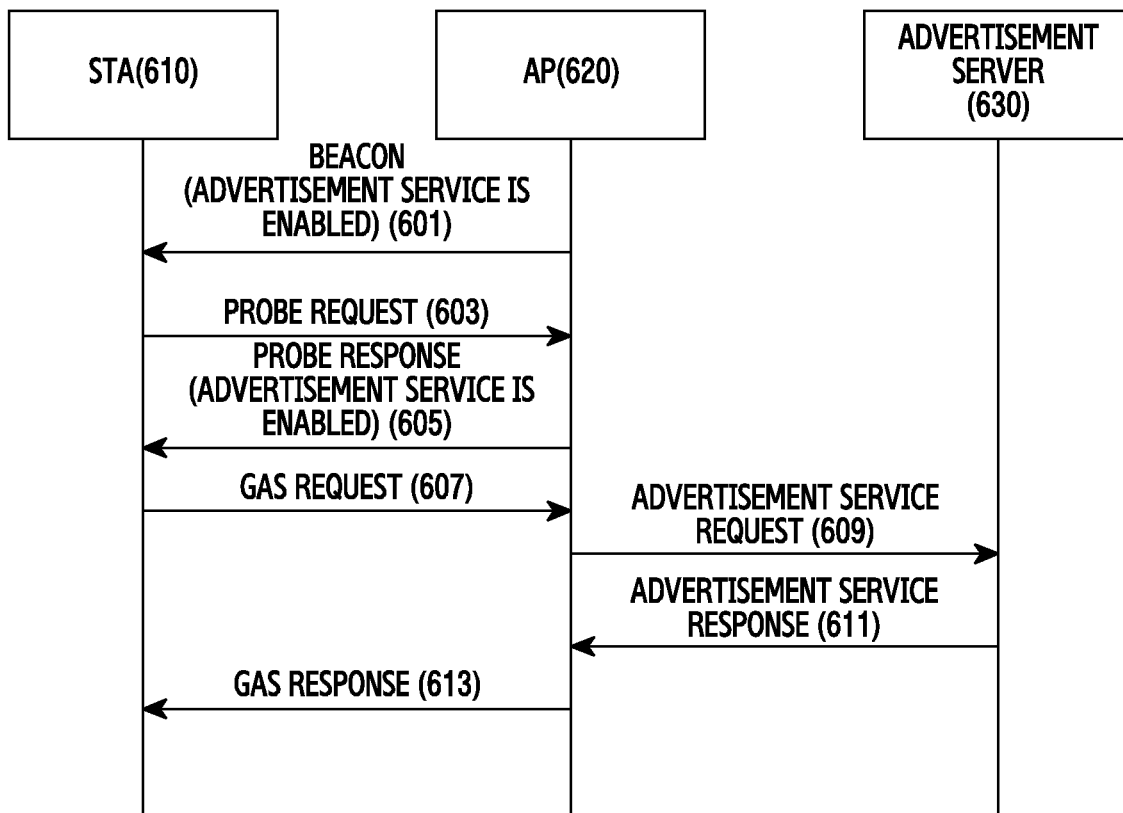 STA(610)
AP(620)
ADVERTISEMENT
SERVER
(630)
BEACON
(ADVERTISEMENT SERVICE IS
ENABLED) (601)
PROBE REQUEST (603)
PROBE RESPONSE
(ADVERTISEMENT SERVICE IS
ENABLED) (605)
GAS REQUEST (607)
ADVERTISEMENT SERVICE
REQUEST (609)
ADVERTISEMENT SERVICE
RESPONSE (611)
GAS RESPONSE (613)